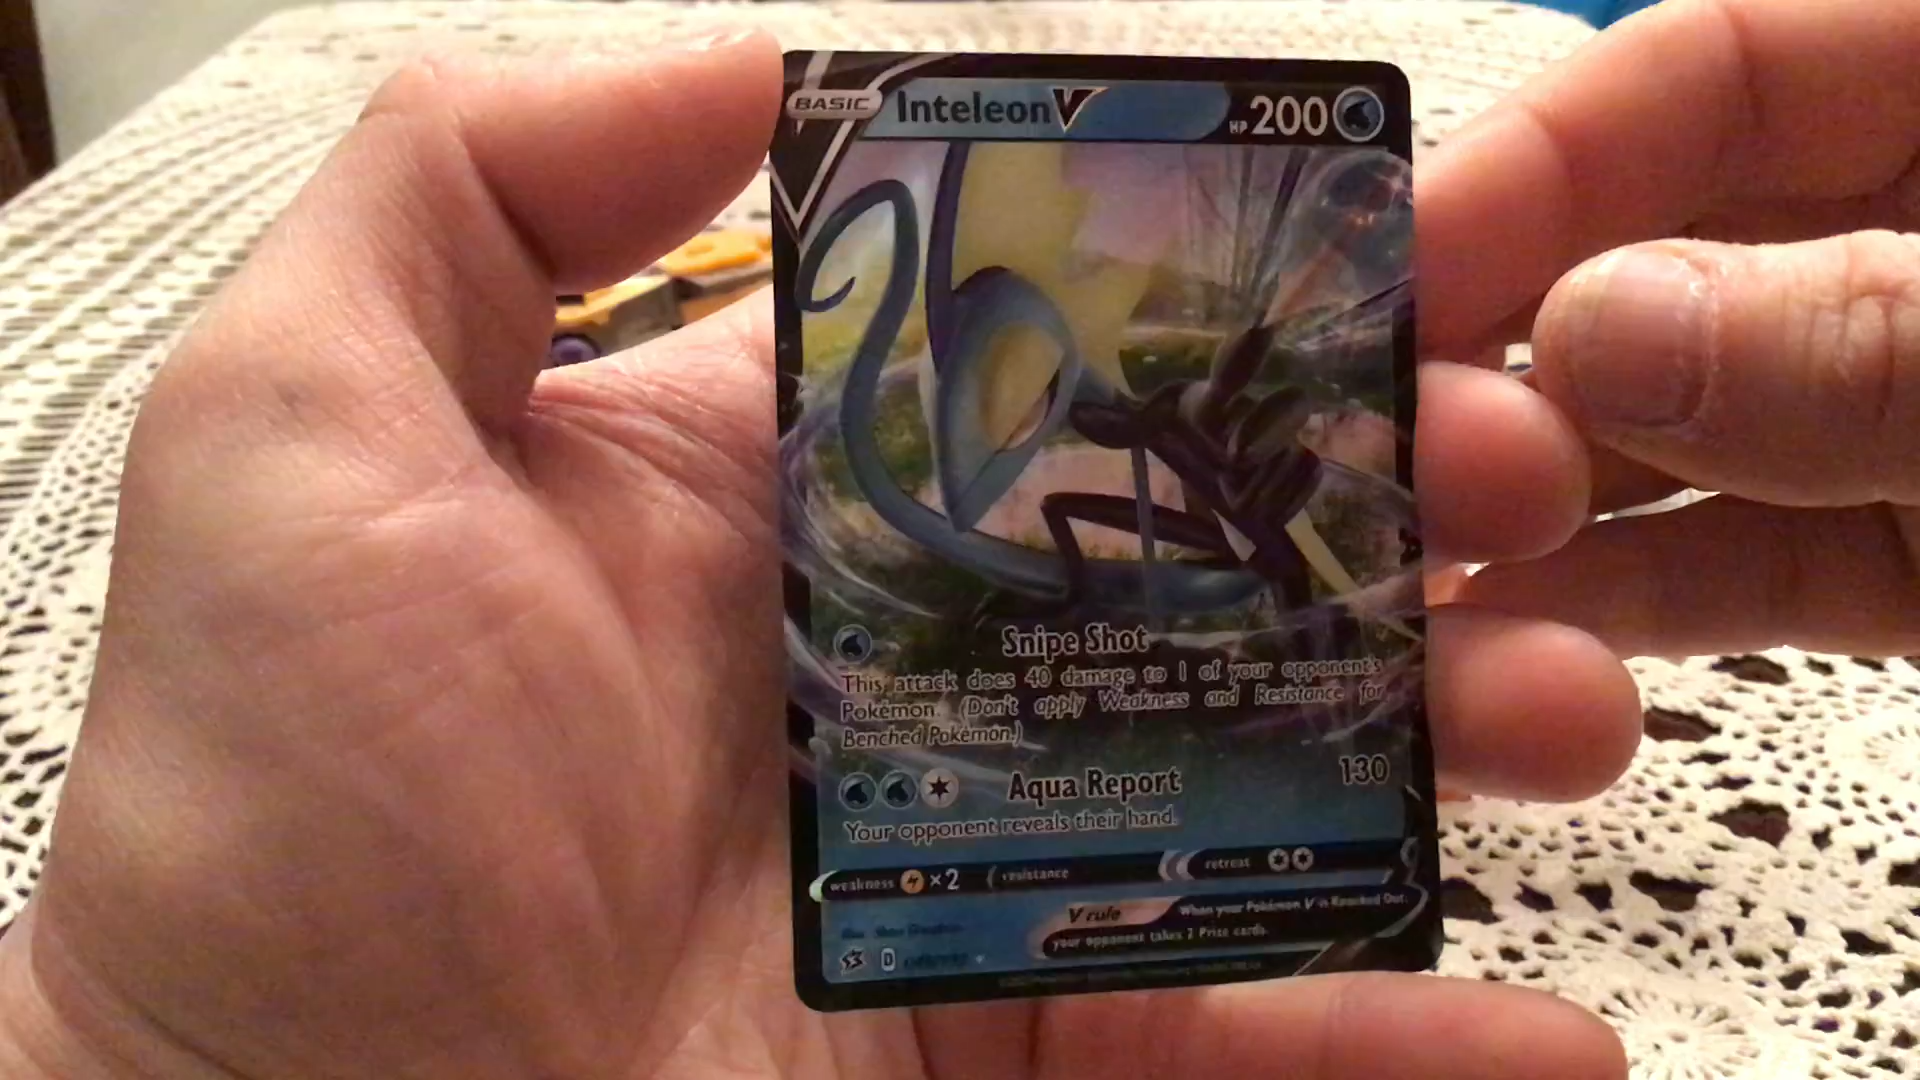 BASIC InteleonV HP 200
Snipe Shot
This attack does 40 damage to 1 of your opponent's
Pokémon. (Don't apply Weakness and Resistance for
Benched Pokémon.)
Aqua Report 130
Your opponent reveals their hand.
weakness ×2 resistance retreat
V rule When your Pokémon V is Knocked Out,
your opponent takes 2 Prize cards.
D